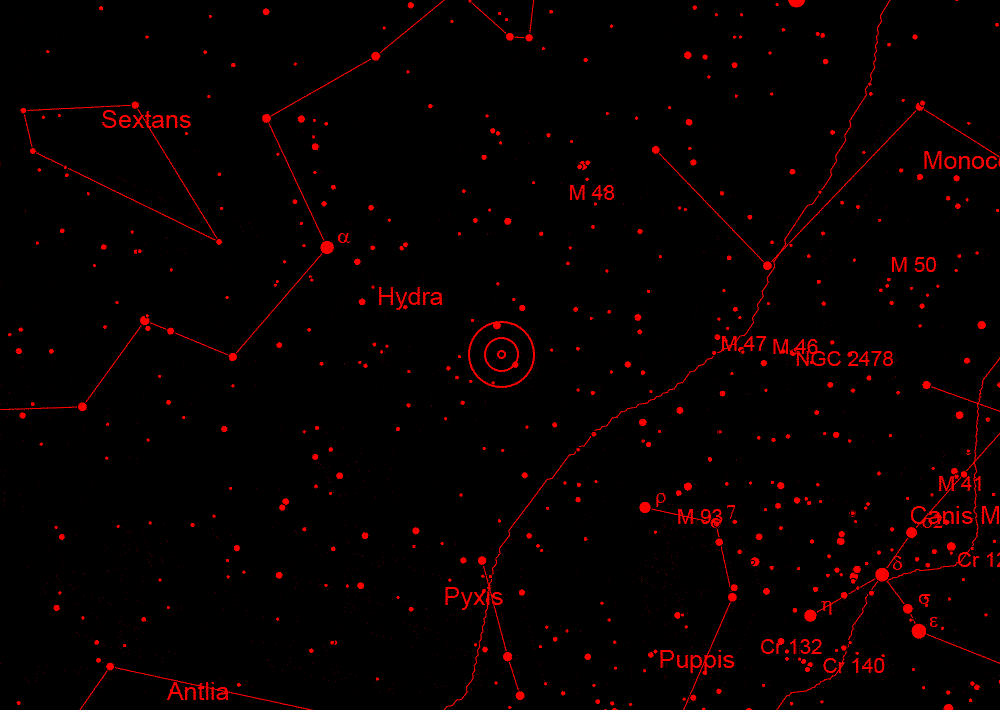 Sextans
Monoc
M 48
α
M 50
Hydra
M 47
M 46
NGC 2478
M 41
ρ
M 93
Canis M
δ
Cr 12
Pyxis
η
σ
ε
Cr 132
Puppis
Cr 140
Antlia